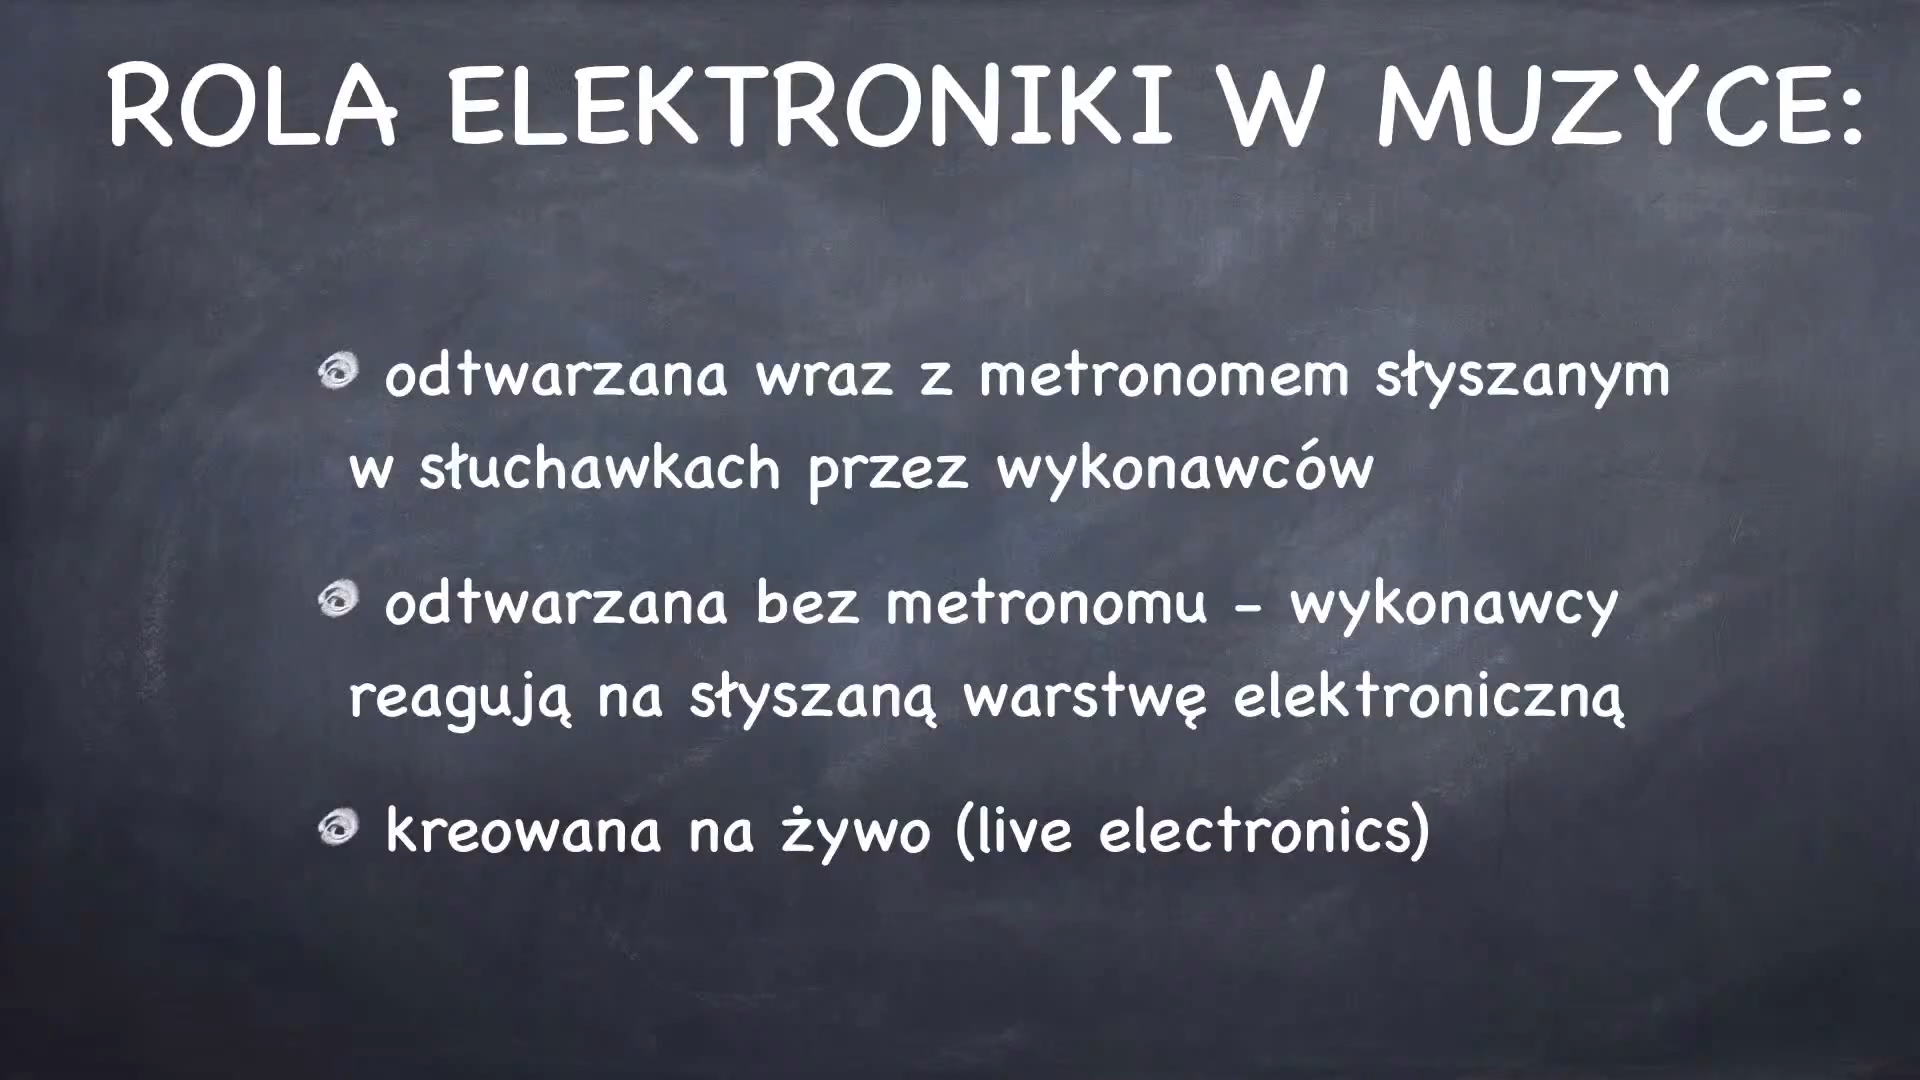 ROLA ELEKTRONIKI W MUZYCE:
odtwarzana wraz z metronomem słyszanym
w słuchawkach przez wykonawców
odtwarzana bez metronomu - wykonawcy
reagują na słyszaną warstwę elektroniczną
kreowana na żywo (live electronics)